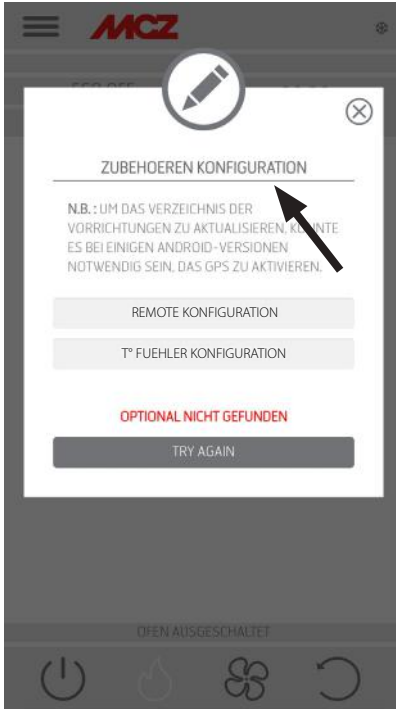 MCZ
ZUBEHOEREN KONFIGURATION
N.B. : UM DAS VERZEICHNIS DER
VORRICHTUNGEN ZU AKTUALISIEREN, KÖNNTE
ES BEI EINIGEN ANDROID-VERSIONEN
NOTWENDIG SEIN, DAS GPS ZU AKTIVIEREN.
REMOTE KONFIGURATION
T° FUEHLER KONFIGURATION
OPTIONAL NICHT GEFUNDEN
TRY AGAIN
OFEN AUSGESCHALTET